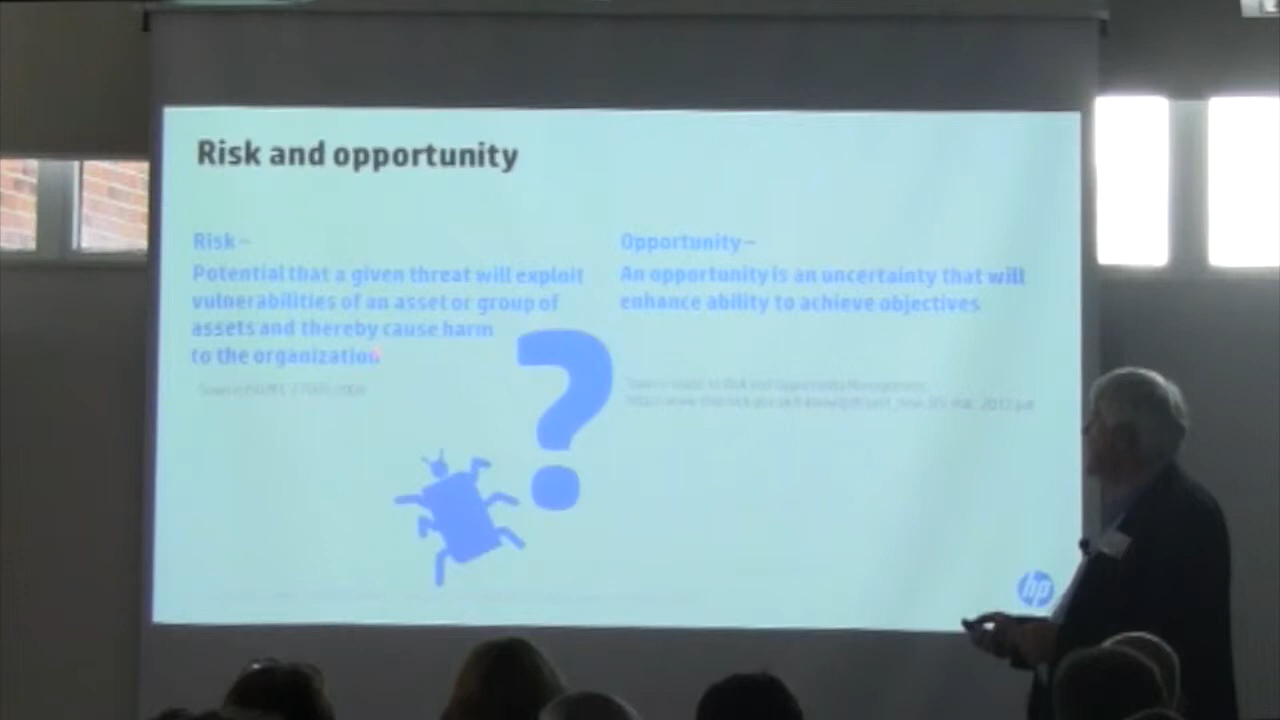 Risk and opportunity
Risk –
Potential that a given threat will exploit
vulnerabilities of an asset or group of
assets and thereby cause harm
to the organization
Opportunity –
An opportunity is an uncertainty that will
enhance ability to achieve objectives
?
hp